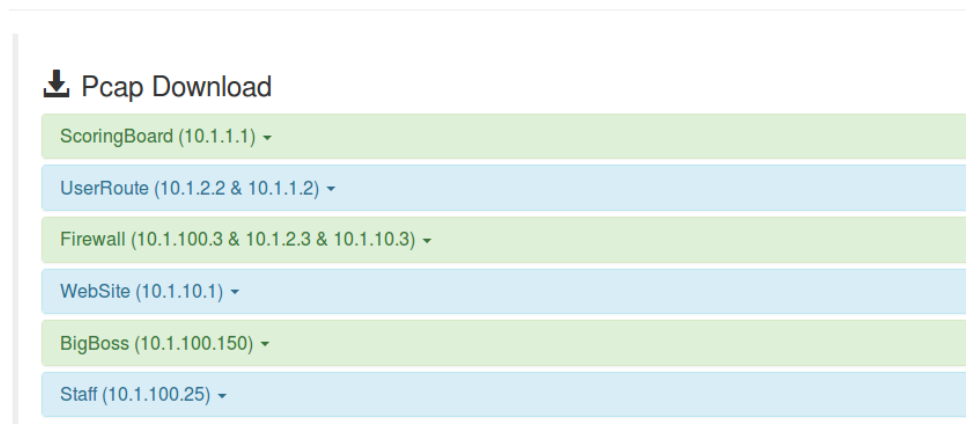 Pcap Download
ScoringBoard (10.1.1.1)
UserRoute (10.1.2.2 & 10.1.1.2)
Firewall (10.1.100.3 & 10.1.2.3 & 10.1.10.3)
WebSite (10.1.10.1)
BigBoss (10.1.100.150)
Staff (10.1.100.25)